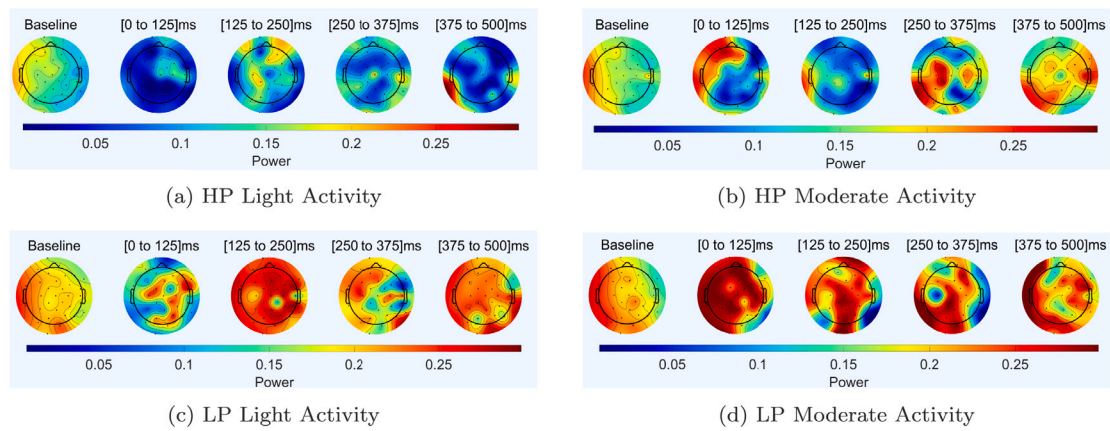 Baseline [0 to 125]ms [125 to 250]ms [250 to 375]ms [375 to 500]ms
0.05 0.1 0.15 0.2 0.25
Power
(a) HP Light Activity
Baseline [0 to 125]ms [125 to 250]ms [250 to 375]ms [375 to 500]ms
0.05 0.1 0.15 0.2 0.25
Power
(b) HP Moderate Activity
Baseline [0 to 125]ms [125 to 250]ms [250 to 375]ms [375 to 500]ms
0.05 0.1 0.15 0.2 0.25
Power
(c) LP Light Activity
Baseline [0 to 125]ms [125 to 250]ms [250 to 375]ms [375 to 500]ms
0.05 0.1 0.15 0.2 0.25
Power
(d) LP Moderate Activity